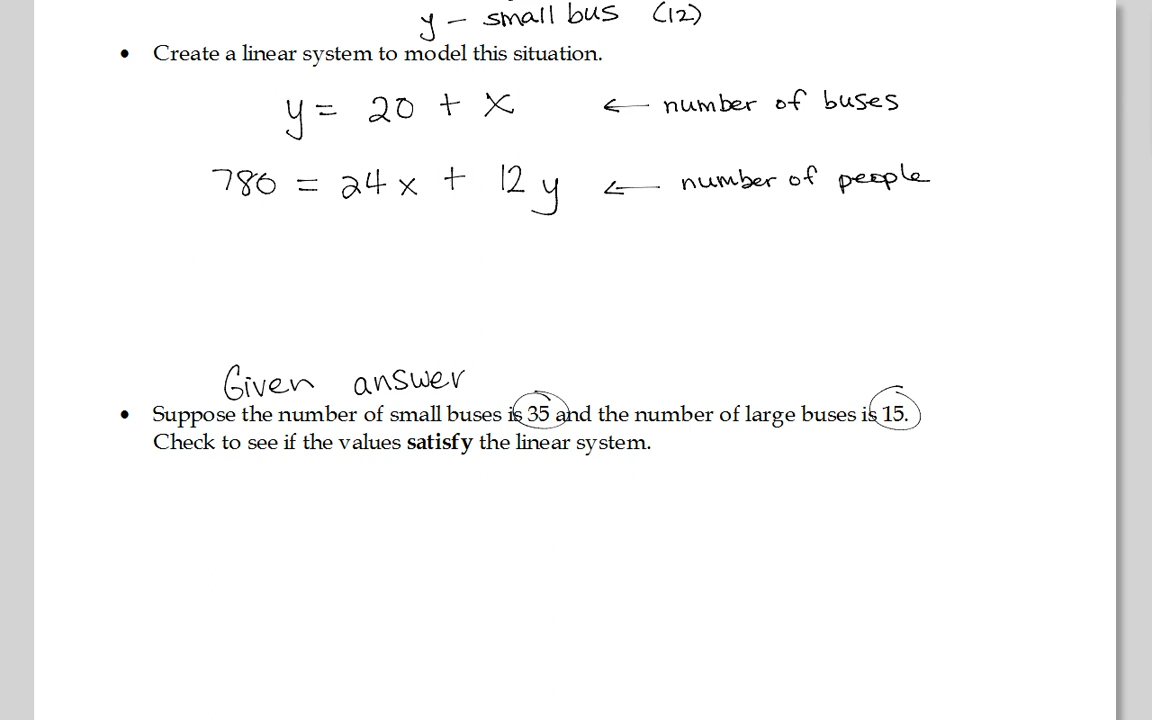 y – small bus (12)
• Create a linear system to model this situation.
y = 20 + x ← number of buses
780 = 24x + 12y ← number of people
Given answer
• Suppose the number of small buses is 35 and the number of large buses is 15.
Check to see if the values satisfy the linear system.